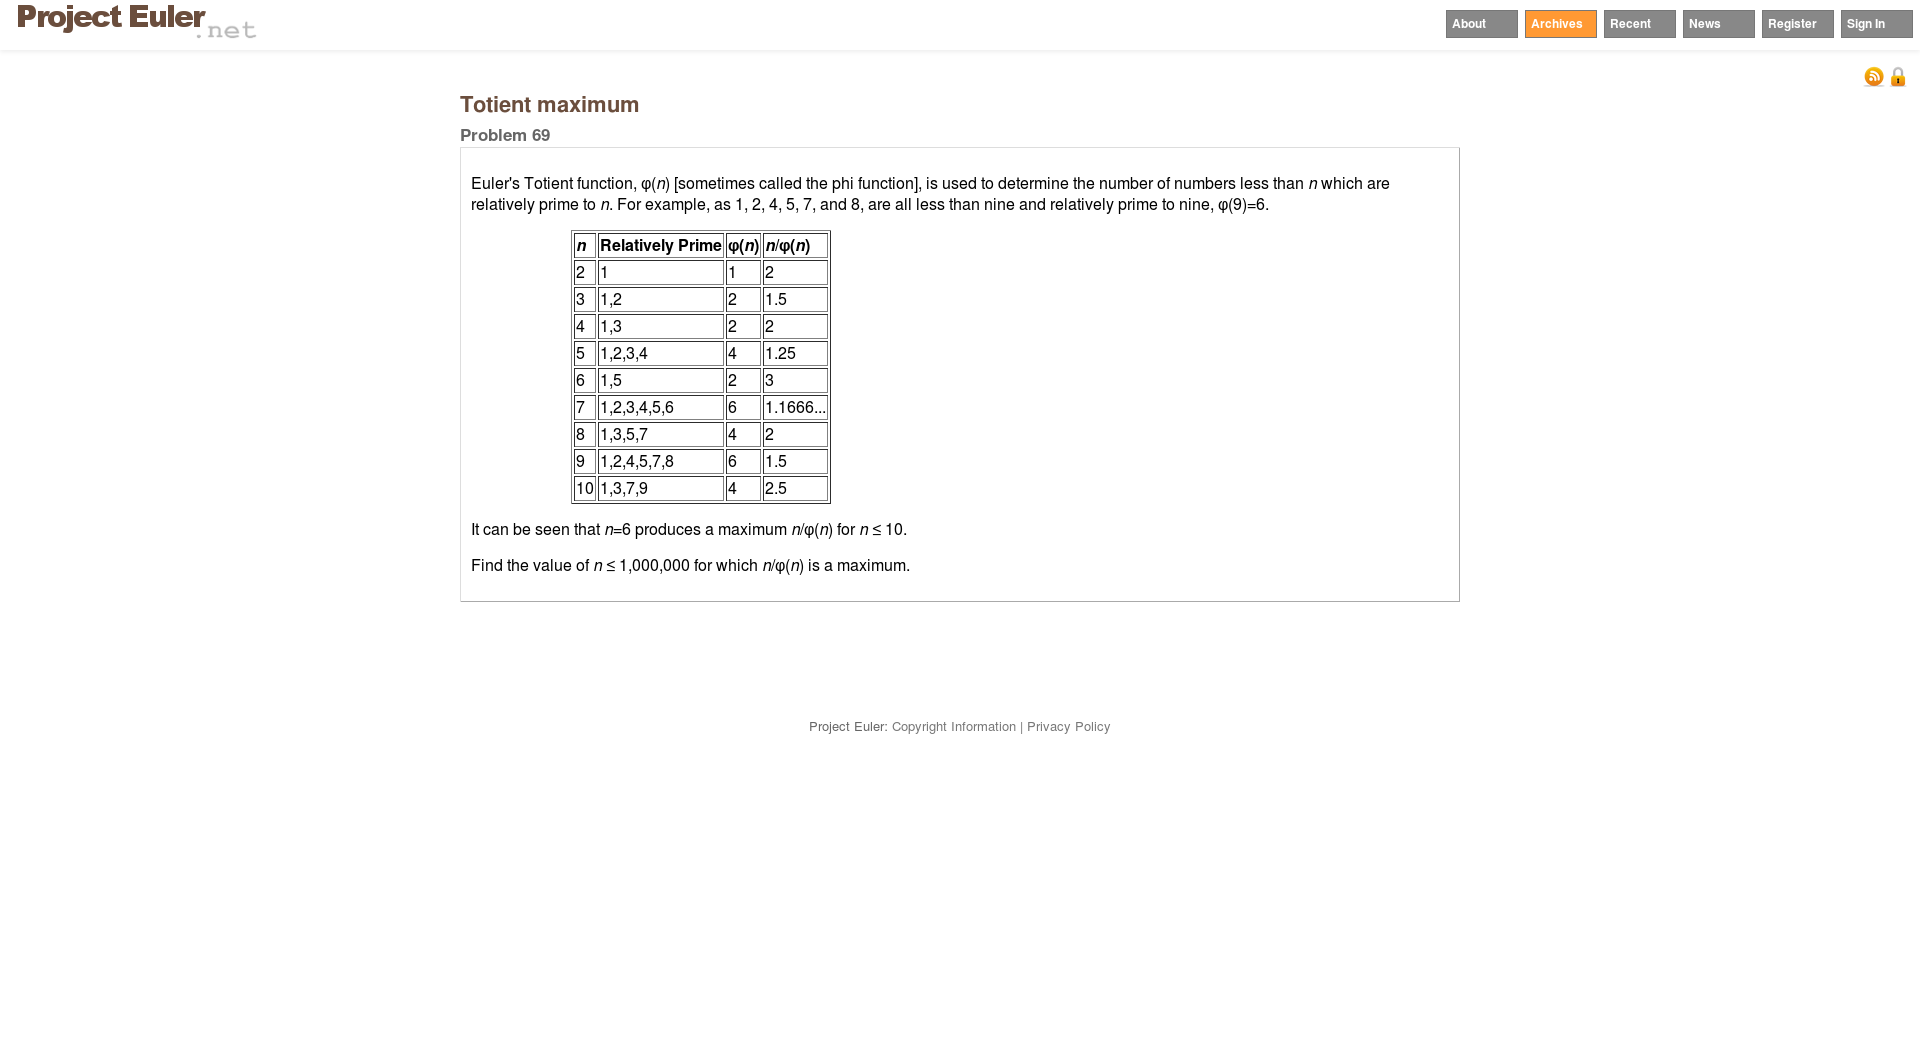 Project Euler.net
About Archives Recent News Register Sign In
Totient maximum
Problem 69
Euler's Totient function, φ(n) [sometimes called the phi function], is used to determine the number of numbers less than n which are
relatively prime to n. For example, as 1, 2, 4, 5, 7, and 8, are all less than nine and relatively prime to nine, φ(9)=6.
n Relatively Prime φ(n) n/φ(n)
2 1 1 2
3 1,2 2 1.5
4 1,3 2 2
5 1,2,3,4 4 1.25
6 1,5 2 3
7 1,2,3,4,5,6 6 1.1666...
8 1,3,5,7 4 2
9 1,2,4,5,7,8 6 1.5
10 1,3,7,9 4 2.5
It can be seen that n=6 produces a maximum n/φ(n) for n ≤ 10.
Find the value of n ≤ 1,000,000 for which n/φ(n) is a maximum.
Project Euler: Copyright Information | Privacy Policy